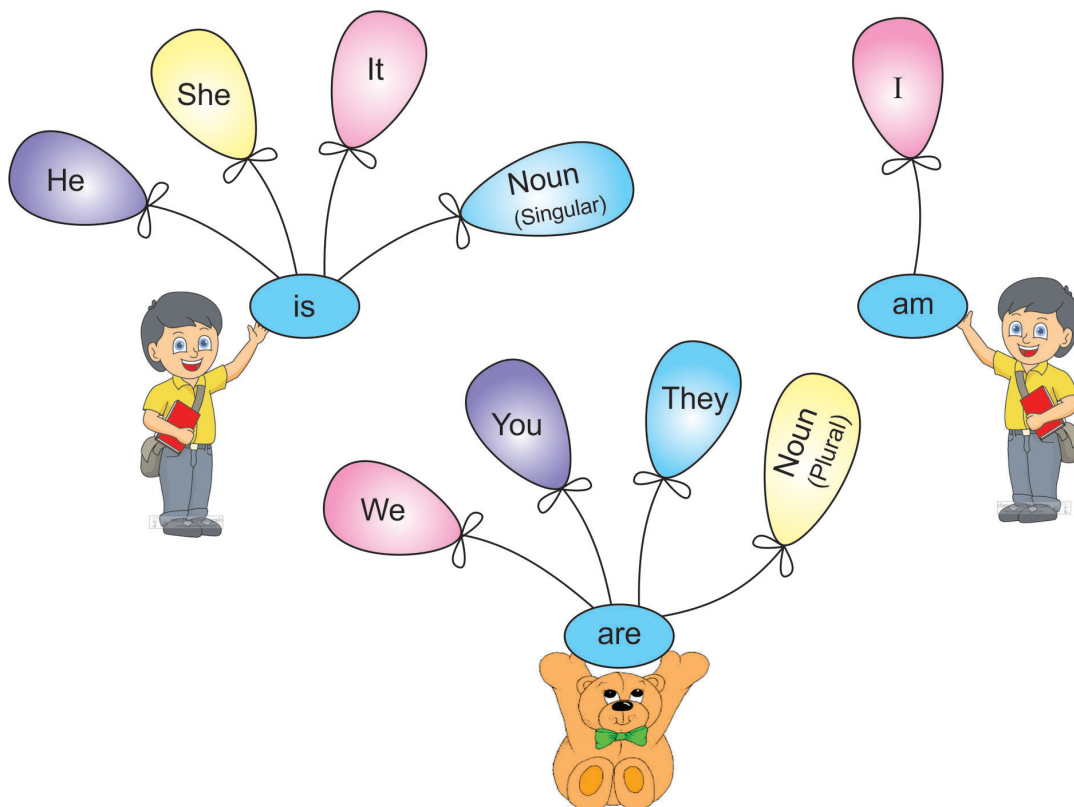 He
She
It
Noun
(Singular)
is
I
am
We
You
They
Noun
(Plural)
are